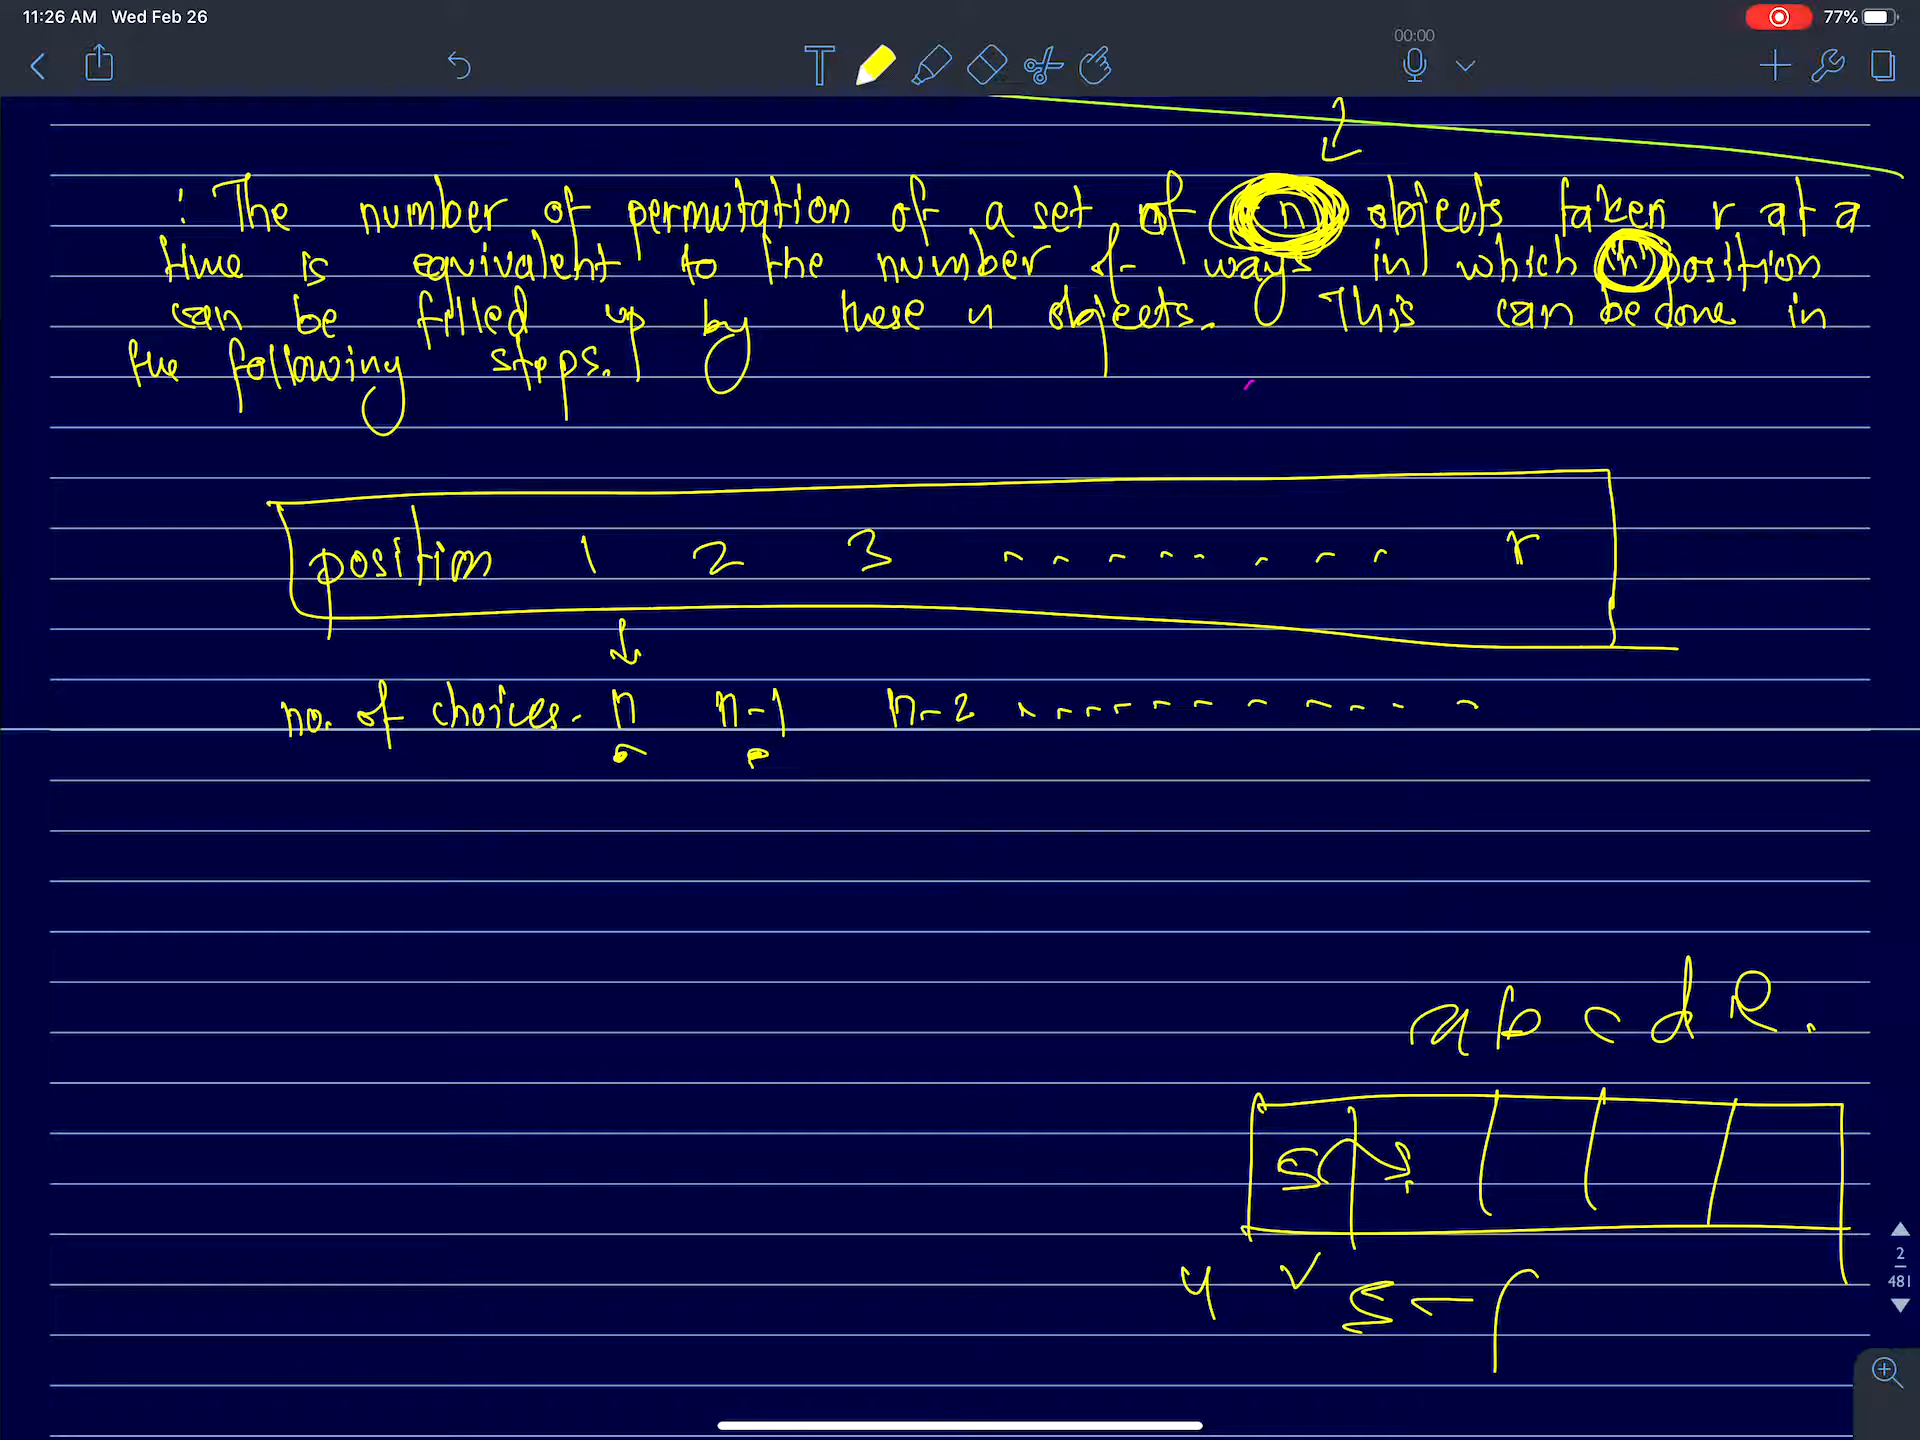 11:26 AM Wed Feb 26
77%
00:00
T
: The number of permutation of a set of n objects taken r at a
time is equivalent to the number of ways in which r position
can be filled up by these n objects. This can be done in
the following steps.
position 1 2 3 - - - - - - - - r
no. of choices. n n-1 n-2 - - - - - - - - - - -
a b c d e.
5 5
4 5 - 1
2
481